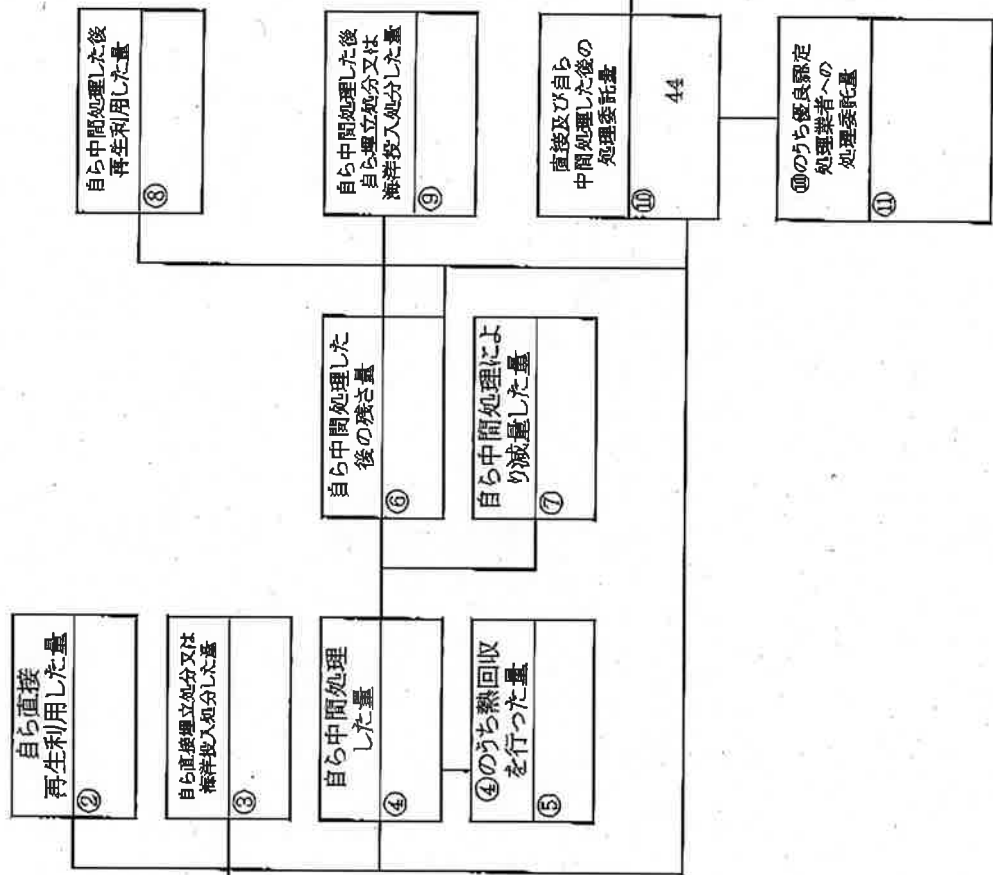 自ら直接
再生利用した量
②
自ら直接埋立処分又は
海洋投入処分した量
③
自ら中間処理
した量
④
④のうち熱回収
を行った量
⑤
自ら中間処理した
後の残さ量
⑥
自ら中間処理によ
り減量した量
⑦
自ら中間処理した後
再生利用した量
⑧
自ら中間処理した後
自ら埋立処分又は
海洋投入処分した量
⑨
直接及び自ら
中間処理した後の
処理委託量
⑩
44
⑩のうち優良認定
処理業者への
処理委託量
⑪